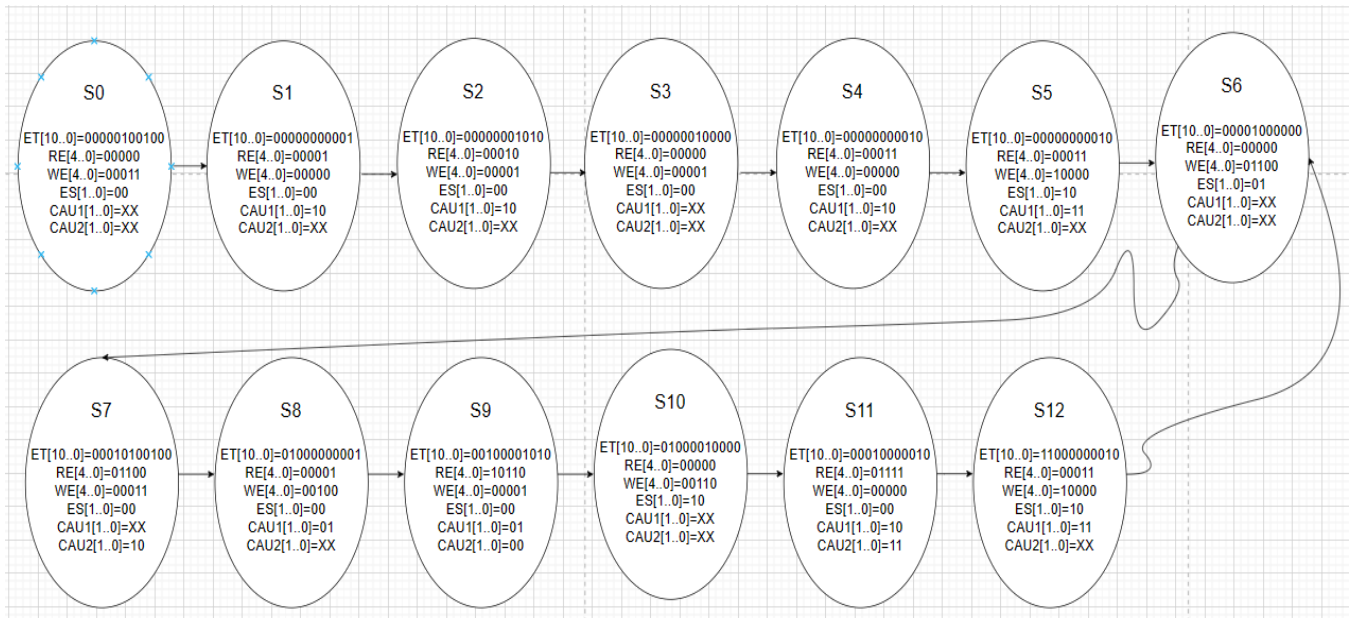 S0
ET[10..0]=00000100100
RE[4..0]=00000
WE[4..0]=00011
ES[1..0]=00
CAU1[1..0]=XX
CAU2[1..0]=XX
S1
ET[10..0]=00000000001
RE[4..0]=00001
WE[4..0]=00000
ES[1..0]=00
CAU1[1..0]=10
CAU2[1..0]=XX
S2
ET[10..0]=00000001010
RE[4..0]=00010
WE[4..0]=00001
ES[1..0]=00
CAU1[1..0]=10
CAU2[1..0]=XX
S3
ET[10..0]=00000010000
RE[4..0]=00000
WE[4..0]=00001
ES[1..0]=00
CAU1[1..0]=XX
CAU2[1..0]=XX
S4
ET[10..0]=00000000010
RE[4..0]=00011
WE[4..0]=00000
ES[1..0]=00
CAU1[1..0]=10
CAU2[1..0]=XX
S5
ET[10..0]=00000000010
RE[4..0]=00011
WE[4..0]=10000
ES[1..0]=10
CAU1[1..0]=11
CAU2[1..0]=XX
S6
ET[10..0]=00001000000
RE[4..0]=00000
WE[4..0]=01100
ES[1..0]=01
CAU1[1..0]=XX
CAU2[1..0]=XX
S7
ET[10..0]=00010100100
RE[4..0]=01100
WE[4..0]=00011
ES[1..0]=00
CAU1[1..0]=XX
CAU2[1..0]=10
S8
ET[10..0]=01000000001
RE[4..0]=00001
WE[4..0]=00100
ES[1..0]=00
CAU1[1..0]=01
CAU2[1..0]=XX
S9
ET[10..0]=00100001010
RE[4..0]=10110
WE[4..0]=00001
ES[1..0]=00
CAU1[1..0]=01
CAU2[1..0]=00
S10
ET[10..0]=01000010000
RE[4..0]=00000
WE[4..0]=00110
ES[1..0]=10
CAU1[1..0]=XX
CAU2[1..0]=XX
S11
ET[10..0]=00010000010
RE[4..0]=01111
WE[4..0]=00000
ES[1..0]=00
CAU1[1..0]=10
CAU2[1..0]=11
S12
ET[10..0]=11000000010
RE[4..0]=00011
WE[4..0]=10000
ES[1..0]=10
CAU1[1..0]=11
CAU2[1..0]=XX